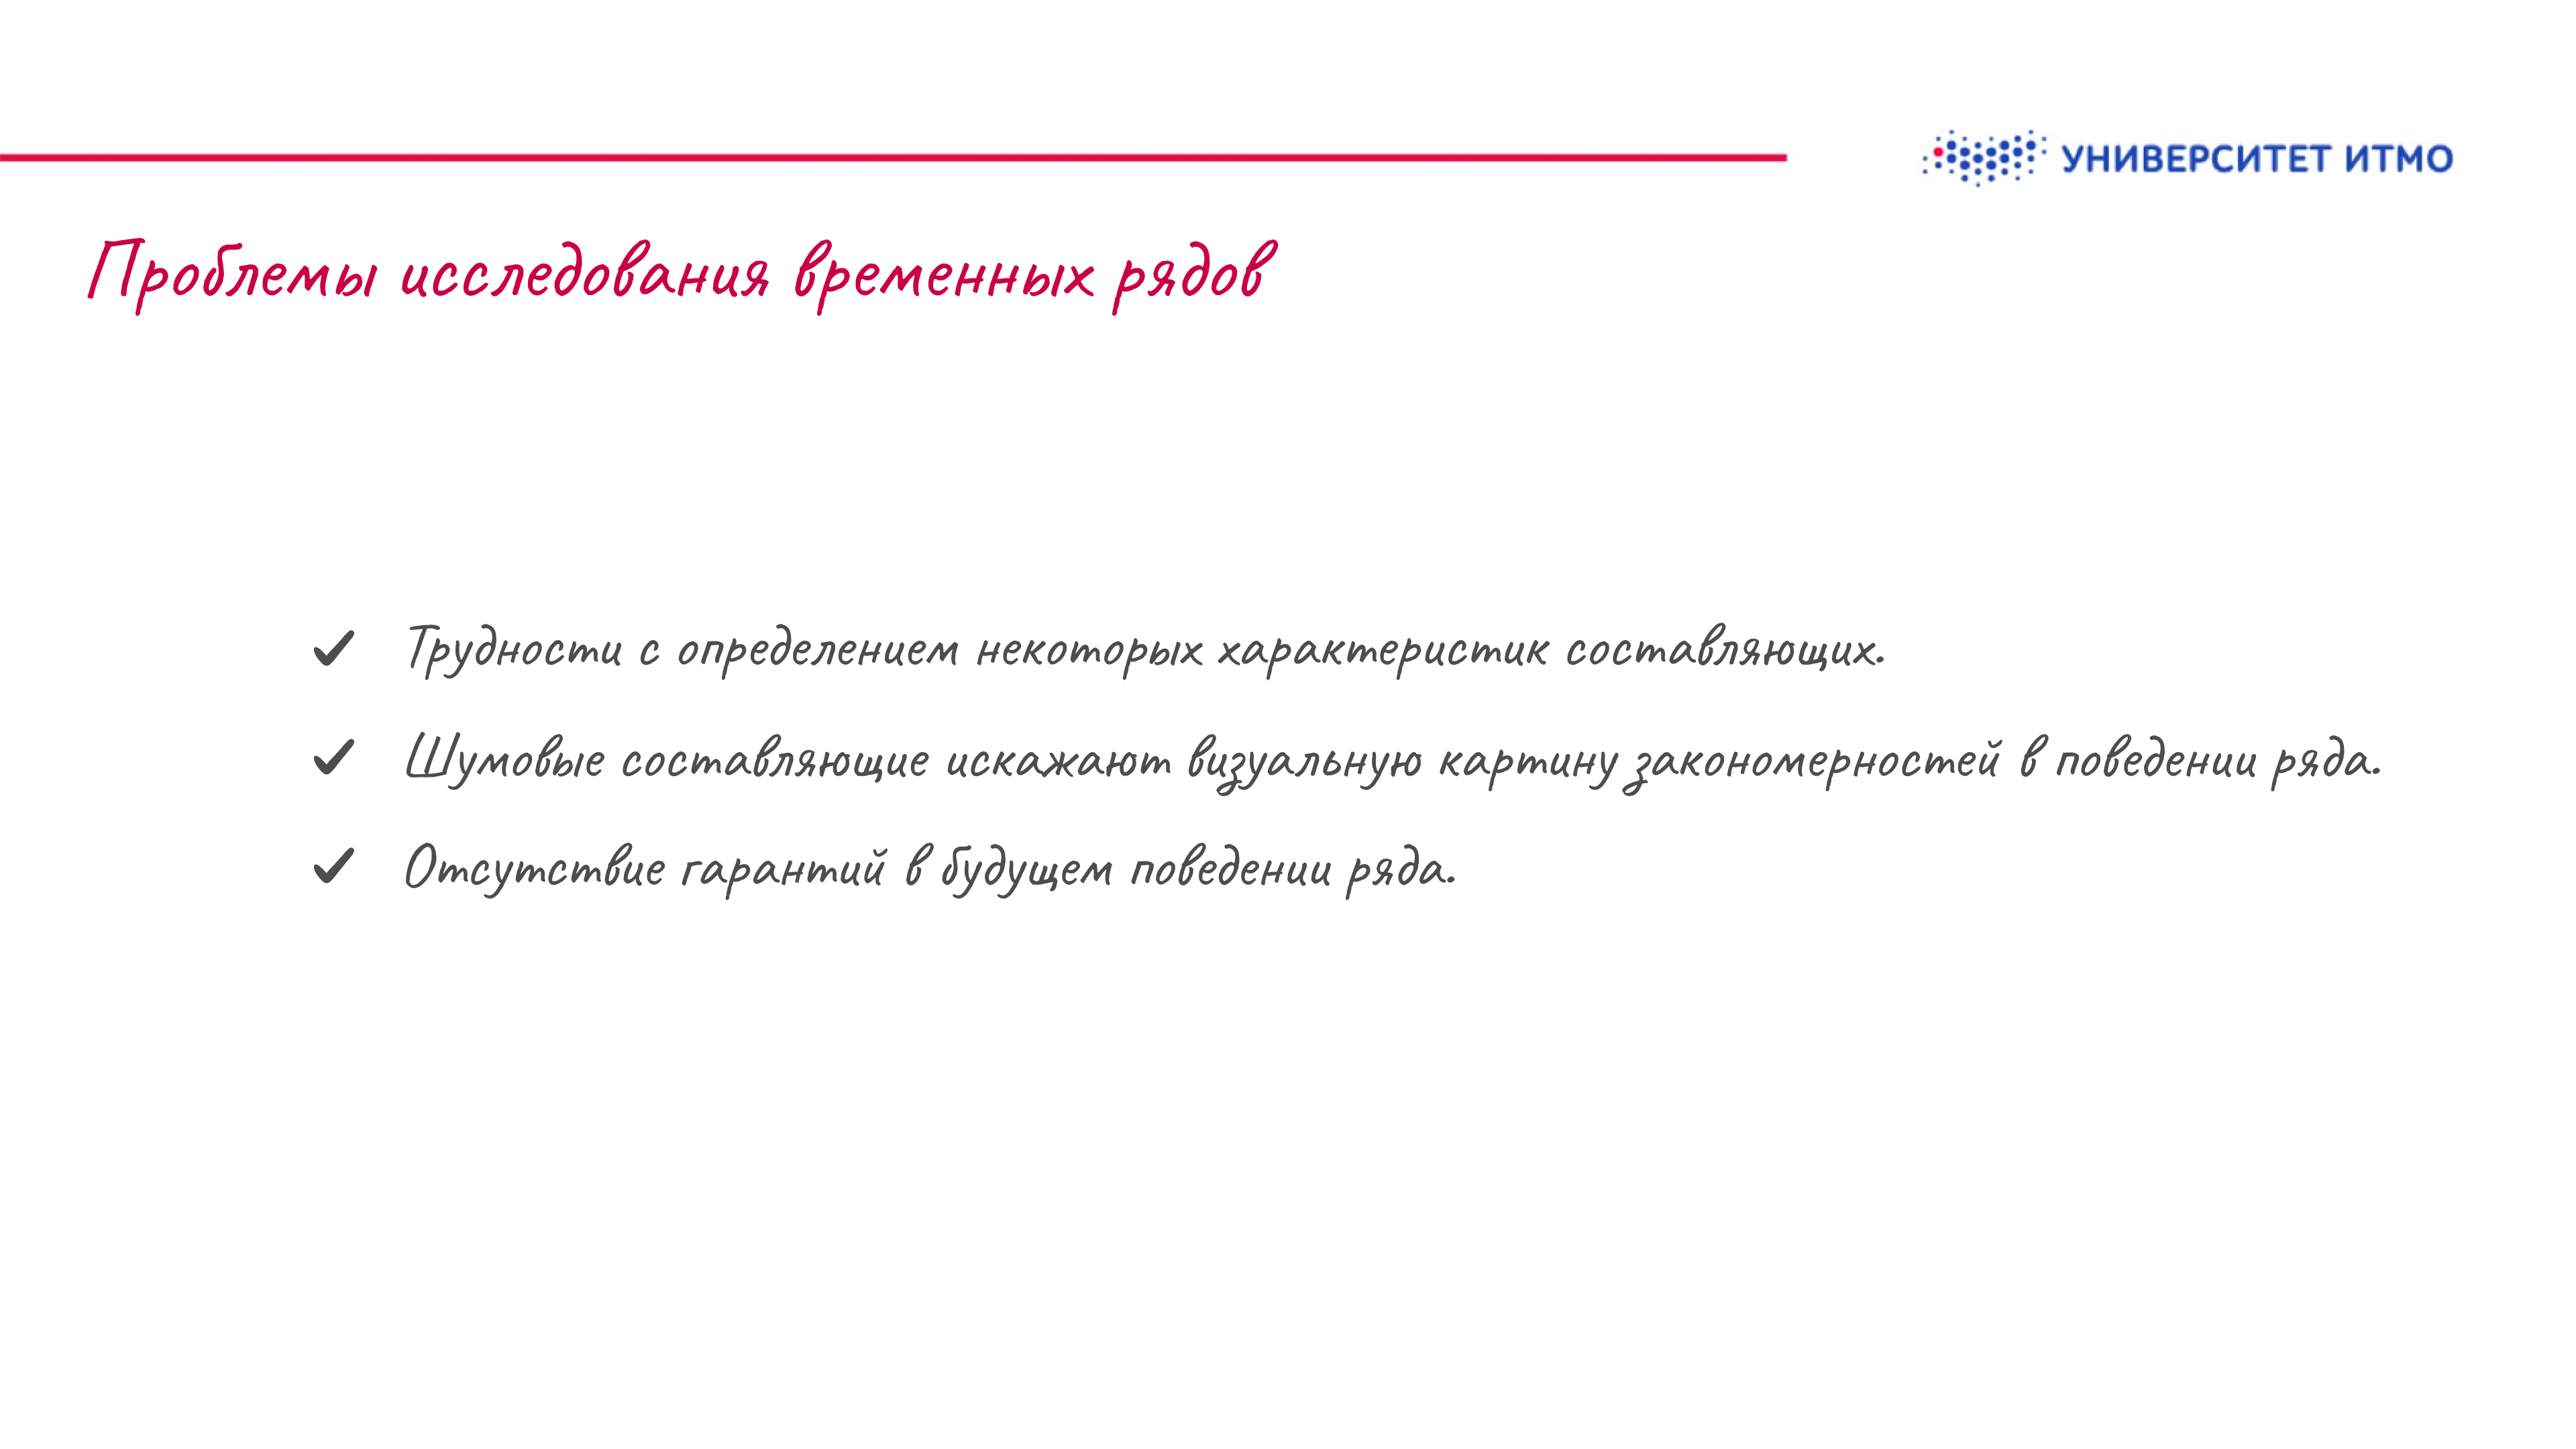 УНИВЕРСИТЕТ ИТМО
Проблемы исследования временных рядов
Трудности с определением некоторых характеристик составляющих.
Шумовые составляющие искажают визуальную картину закономерностей в поведении ряда.
Отсутствие гарантий в будущем поведении ряда.